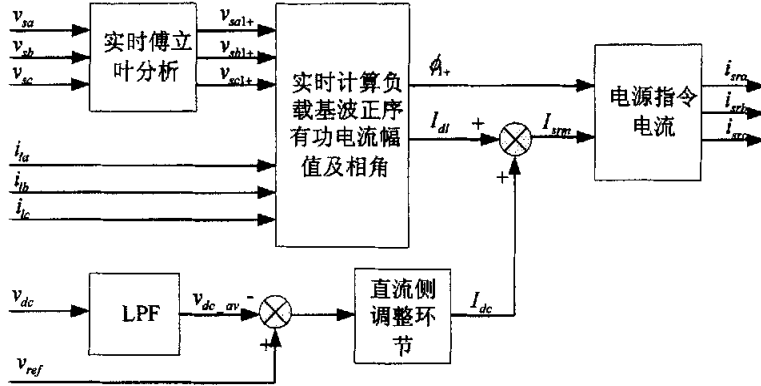 v_sa
v_sb
v_sc
实时傅立
叶分析
v_sa1+
v_sb1+
v_sc1+
i_la
i_lb
i_lc
实时计算负
载基波正序
有功电流幅
值及相角
ϕ_1+
I_dl
+
+
I_srm
电源指令
电流
i_sra
i_srb
i_src
v_dc
LPF
v_dc_av
-
+
v_ref
直流侧
调整环
节
I_dc